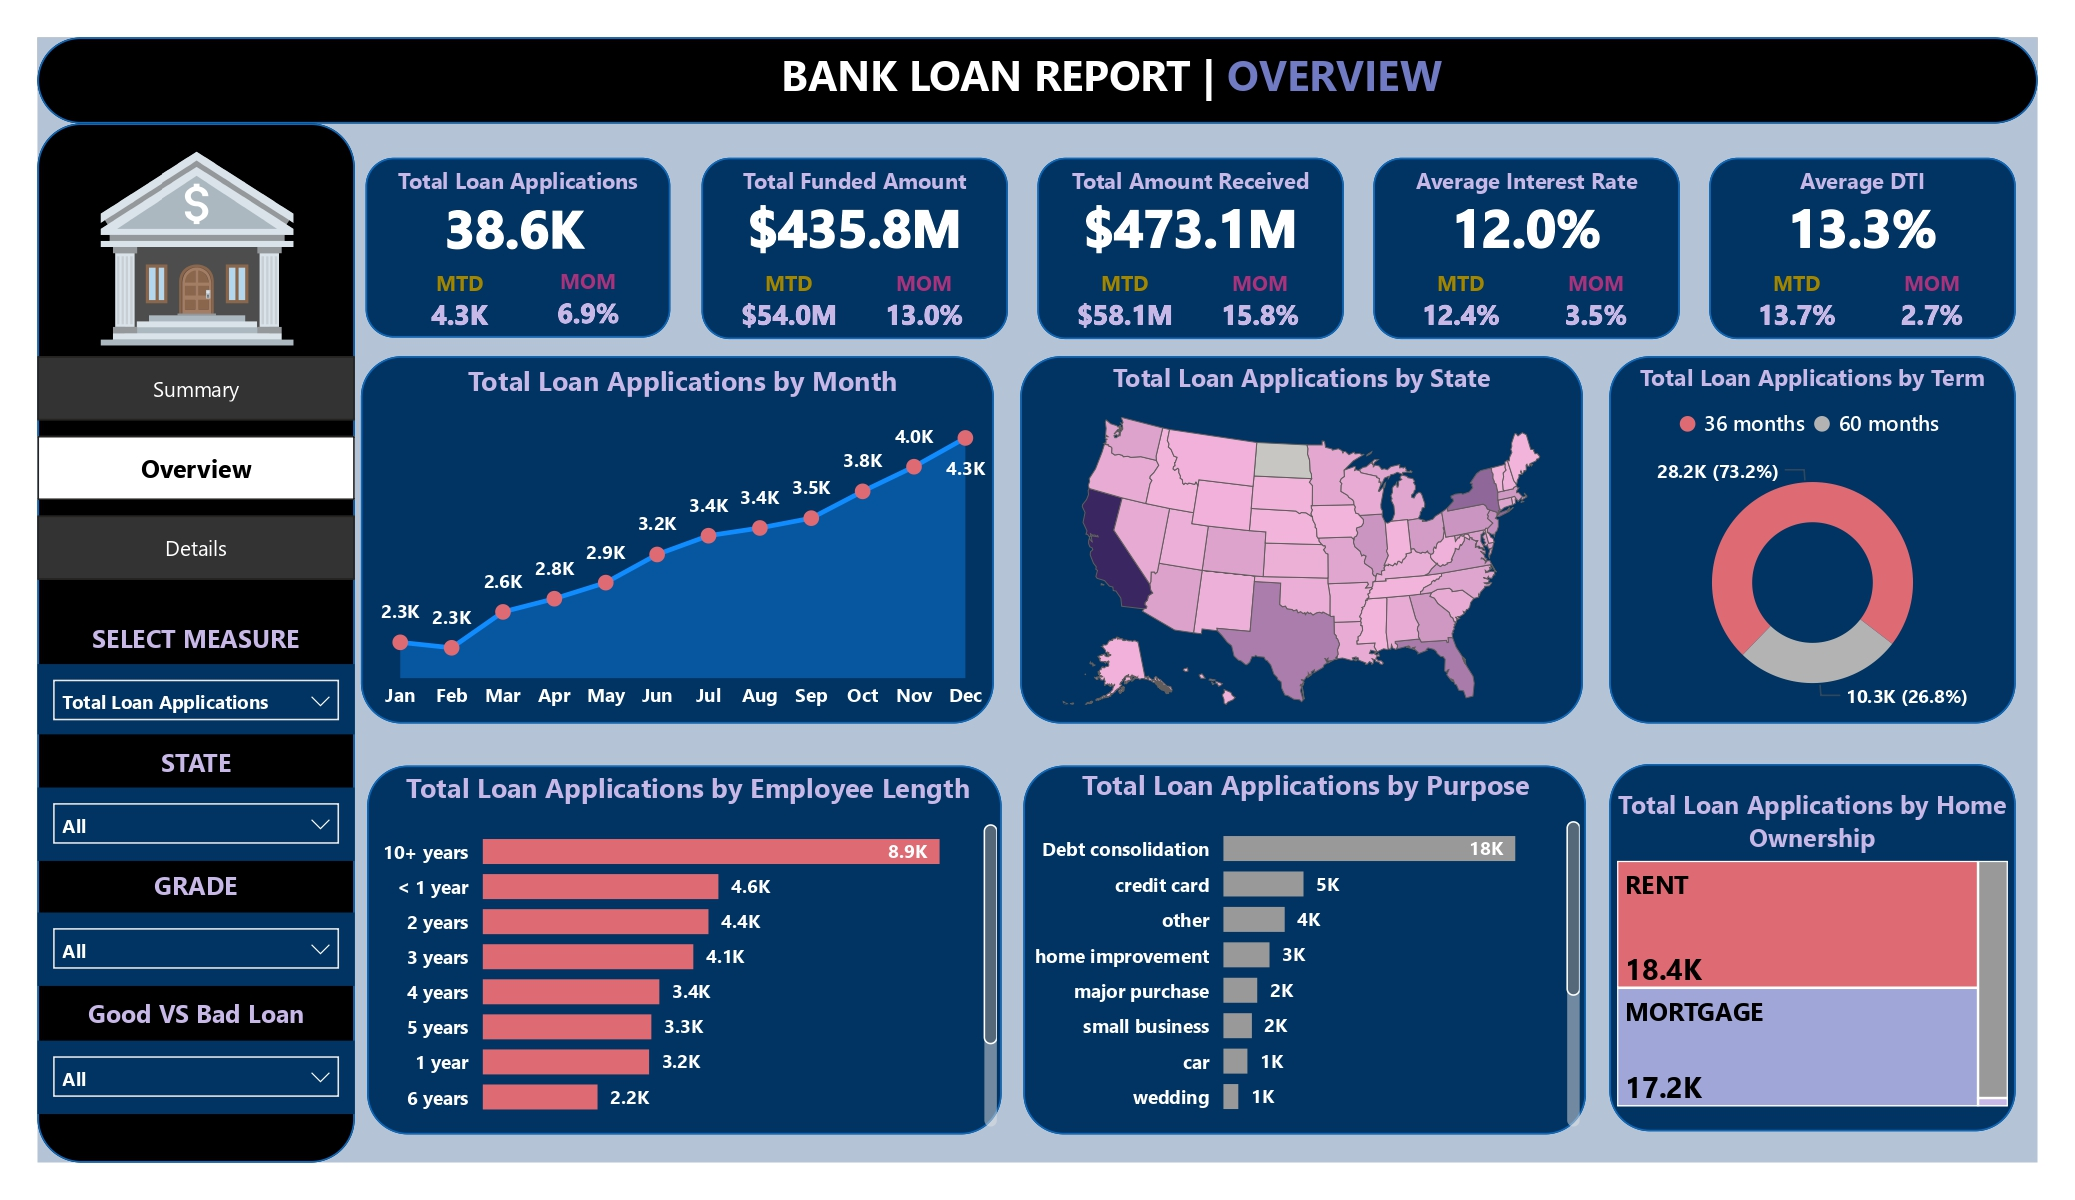 BANK LOAN REPORT | OVERVIEW
$
Summary
Overview
Details
SELECT MEASURE
Total Loan Applications
STATE
All
GRADE
All
Good VS Bad Loan
All
Total Loan Applications
38.6K
MTD MOM
4.3K 6.9%
Total Funded Amount
$435.8M
MTD MOM
$54.0M 13.0%
Total Amount Received
$473.1M
MTD MOM
$58.1M 15.8%
Average Interest Rate
12.0%
MTD MOM
12.4% 3.5%
Average DTI
13.3%
MTD MOM
13.7% 2.7%
Total Loan Applications by Month
2.3K 2.3K 2.6K 2.8K 2.9K 3.2K 3.4K 3.4K 3.5K 3.8K 4.0K 4.3K
Jan Feb Mar Apr May Jun Jul Aug Sep Oct Nov Dec
Total Loan Applications by State
Total Loan Applications by Term
36 months 60 months
28.2K (73.2%)
10.3K (26.8%)
Total Loan Applications by Employee Length
10+ years 8.9K
< 1 year 4.6K
2 years 4.4K
3 years 4.1K
4 years 3.4K
5 years 3.3K
1 year 3.2K
6 years 2.2K
Total Loan Applications by Purpose
Debt consolidation 18K
credit card 5K
other 4K
home improvement 3K
major purchase 2K
small business 2K
car 1K
wedding 1K
Total Loan Applications by Home
Ownership
RENT
18.4K
MORTGAGE
17.2K